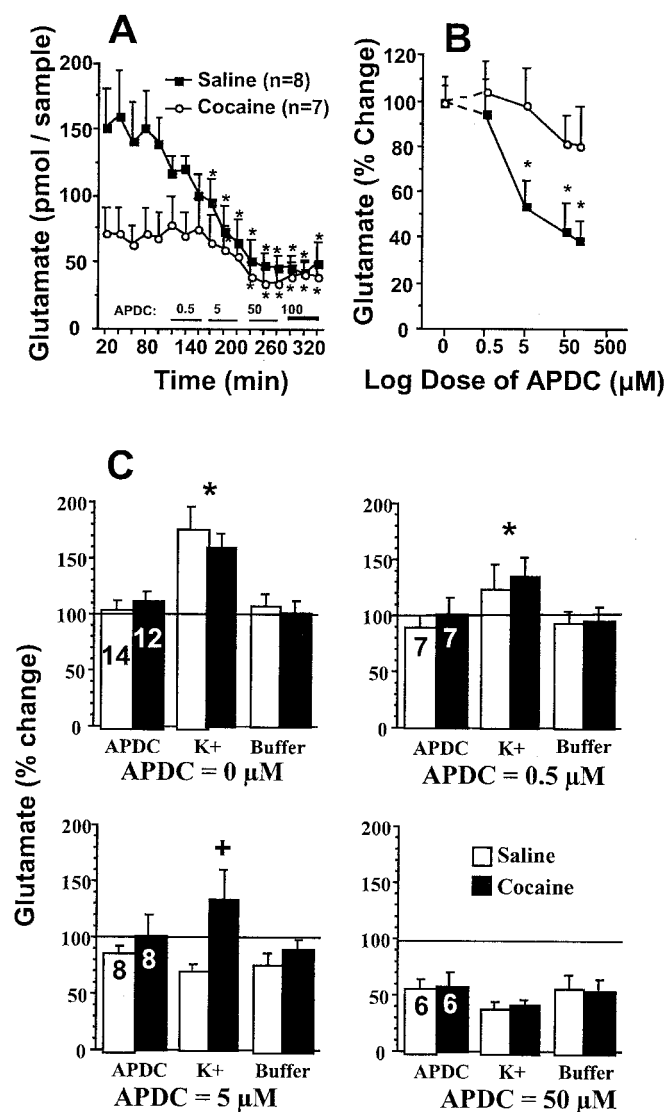 A
Saline (n=8)
Cocaine (n=7)
Glutamate (pmol / sample)
200
150
100
50
0
* * * * * * * * *
* * * * * *
APDC: 0.5 5 50 100
20 80 140 200 260 320
Time (min)
B
Glutamate (% Change)
120
100
80
60
40
20
0
* * *
0 0.5 5 50 500
Log Dose of APDC (µM)
C
Glutamate (% change)
200
150
100
50
0
*
14 12
APDC K+ Buffer
APDC = 0 µM
200
150
100
50
0
*
7 7
APDC K+ Buffer
APDC = 0.5 µM
200
150
100
50
0
+
8 8
APDC K+ Buffer
APDC = 5 µM
200
150
100
50
0
Saline
Cocaine
6 6
APDC K+ Buffer
APDC = 50 µM